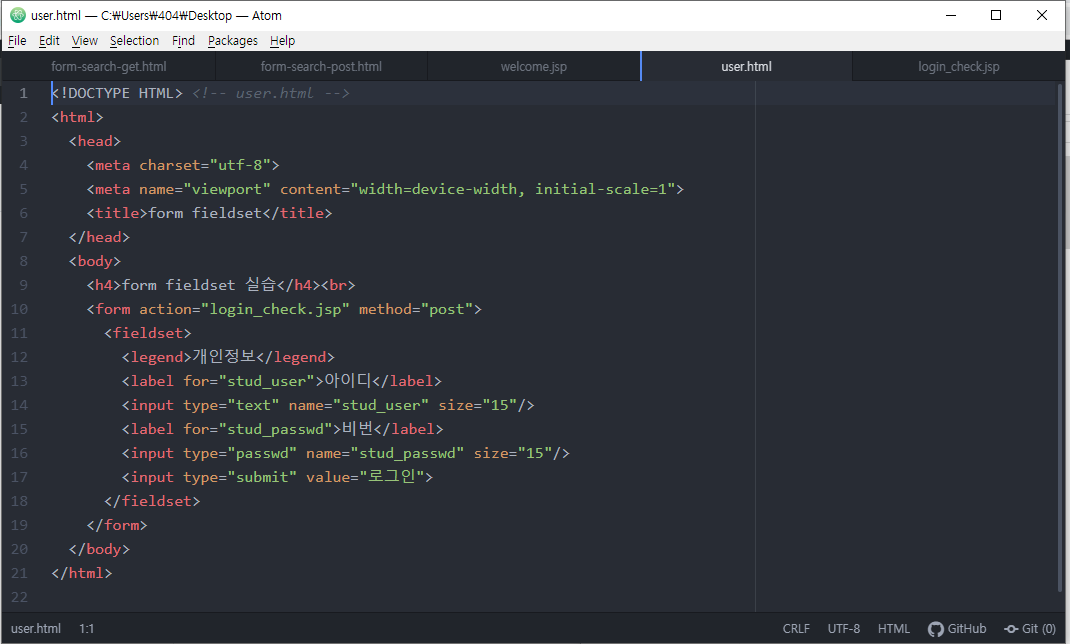 user.html — C:₩Users₩404₩Desktop — Atom
File Edit View Selection Find Packages Help
form-search-get.html form-search-post.html welcome.jsp user.html login_check.jsp
1 <!DOCTYPE HTML> <!-- user.html -->
2 <html>
3 <head>
4 <meta charset="utf-8">
5 <meta name="viewport" content="width=device-width, initial-scale=1">
6 <title>form fieldset</title>
7 </head>
8 <body>
9 <h4>form fieldset 실습</h4><br>
10 <form action="login_check.jsp" method="post">
11 <fieldset>
12 <legend>개인정보</legend>
13 <label for="stud_user">아이디</label>
14 <input type="text" name="stud_user" size="15"/>
15 <label for="stud_passwd">비번</label>
16 <input type="passwd" name="stud_passwd" size="15"/>
17 <input type="submit" value="로그인">
18 </fieldset>
19 </form>
20 </body>
21 </html>
22
user.html 1:1 CRLF UTF-8 HTML GitHub Git (0)